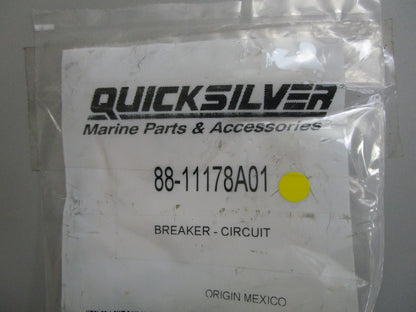 QUICKSILVER
Marine Parts & Accessories
88-11178A01
BREAKER - CIRCUIT
ORIGIN MEXICO